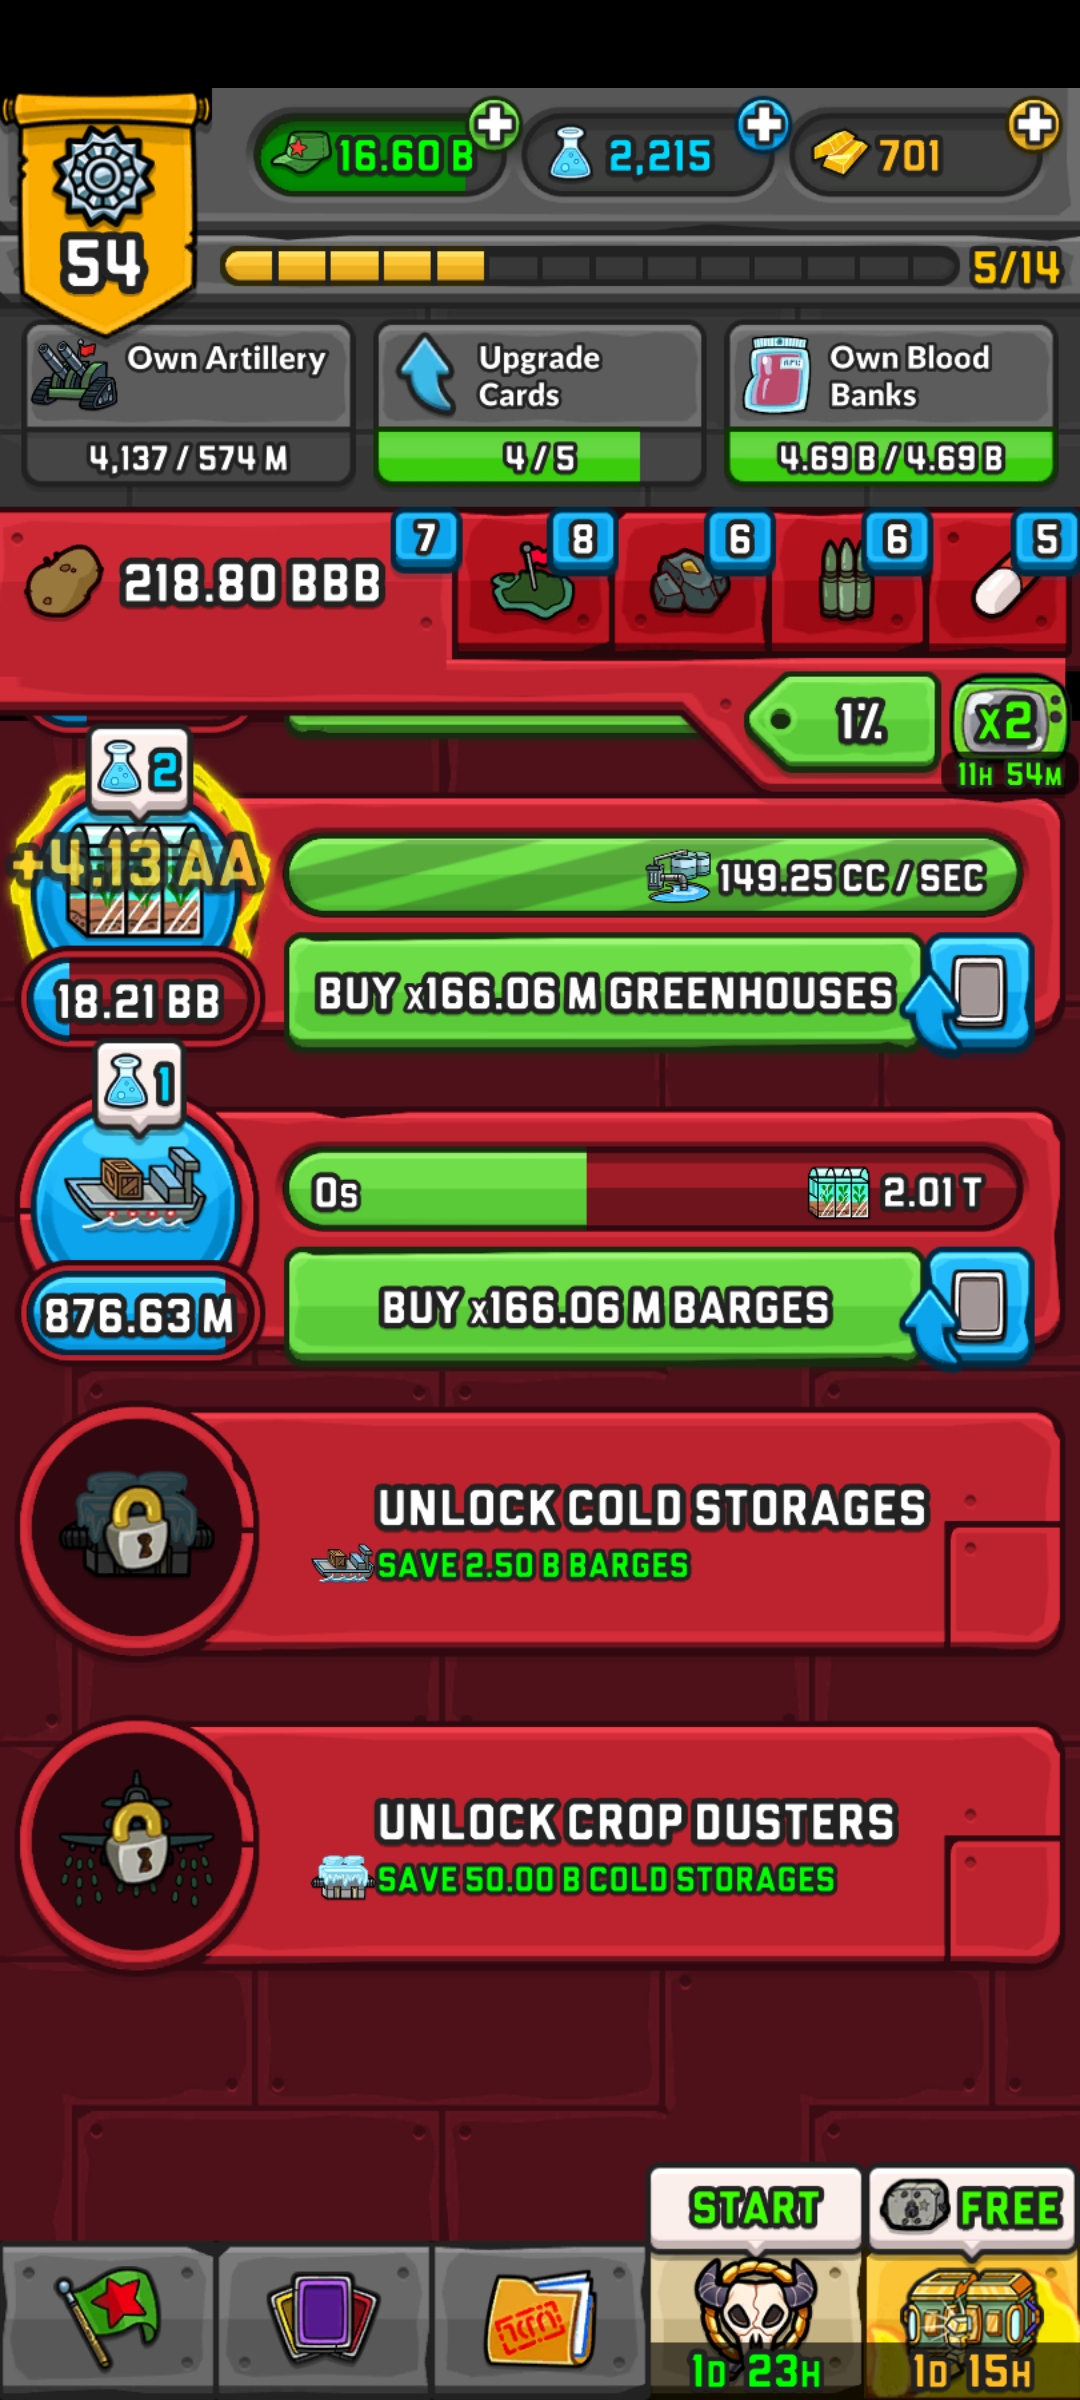 54
16.60 B
2,215
701
5/14
Own Artillery
4,137 / 574 M
Upgrade
Cards
4 / 5
Own Blood
Banks
4.69 B / 4.69 B
218.80 BBB
7
8
6
6
5
1%
x2
11H 54M
2
+4.13 AA
149.25 CC / SEC
18.21 BB
BUY x166.06 M GREENHOUSES
1
0s
2.01 T
876.63 M
BUY x166.06 M BARGES
UNLOCK COLD STORAGES
SAVE 2.50 B BARGES
UNLOCK CROP DUSTERS
SAVE 50.00 B COLD STORAGES
START
FREE
1D 23H
1D 15H